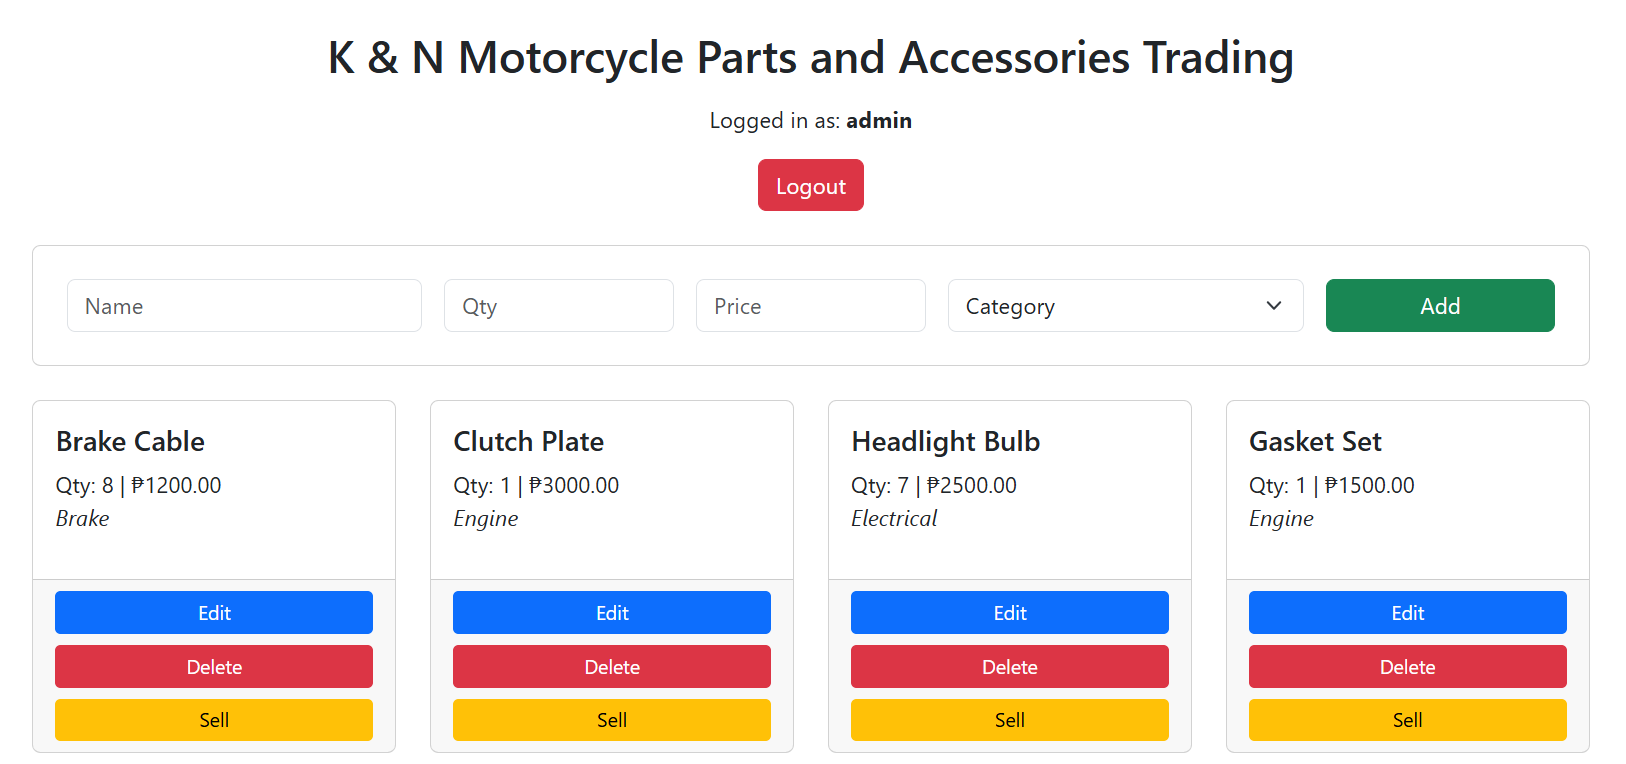 K & N Motorcycle Parts and Accessories Trading
Logged in as: admin
Logout
Name
Qty
Price
Category
Add
Brake Cable
Qty: 8 | ₱1200.00
Brake
Edit
Delete
Sell
Clutch Plate
Qty: 1 | ₱3000.00
Engine
Edit
Delete
Sell
Headlight Bulb
Qty: 7 | ₱2500.00
Electrical
Edit
Delete
Sell
Gasket Set
Qty: 1 | ₱1500.00
Engine
Edit
Delete
Sell